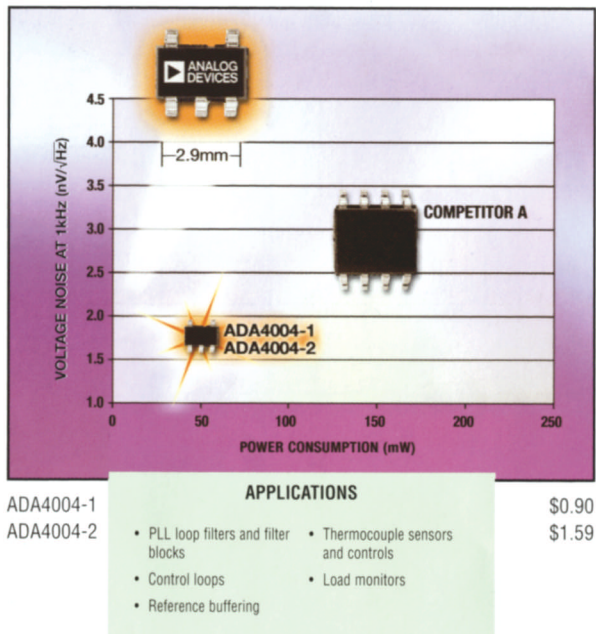 ANALOG
DEVICES
2.9mm
VOLTAGE NOISE AT 1kHz (nV/√Hz)
4.5
4.0
3.5
3.0
2.5
2.0
1.5
1.0
COMPETITOR A
ADA4004-1
ADA4004-2
0 50 100 150 200 250
POWER CONSUMPTION (mW)
ADA4004-1 $0.90
ADA4004-2 $1.59
APPLICATIONS
• PLL loop filters and filter
blocks
• Control loops
• Reference buffering
• Thermocouple sensors
and controls
• Load monitors